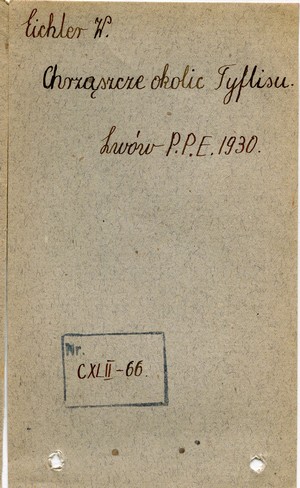 Eichler W.
Chrząszcze okolic Tyflisu.
Lwów P.P.E. 1930.
Nr.
CXLII-66.